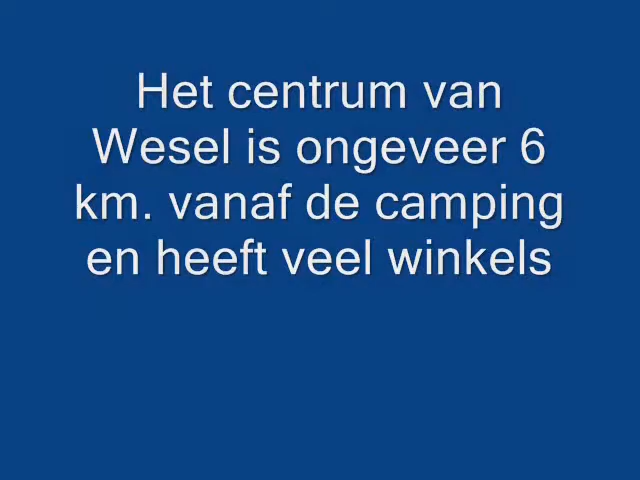 Het centrum van
Wesel is ongeveer 6
km. vanaf de camping
en heeft veel winkels